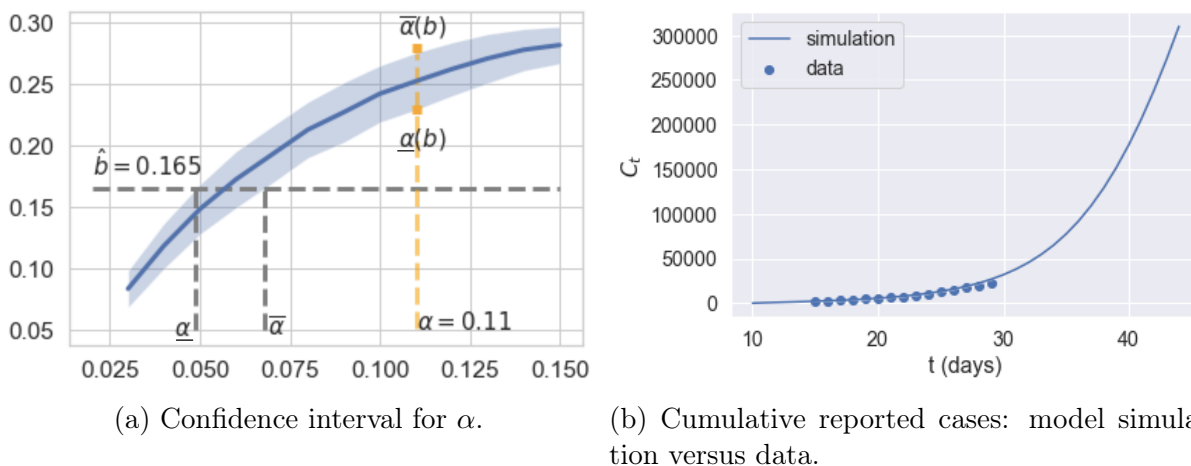 0.30
0.25
0.20
0.15
0.10
0.05
0.025
0.050
0.075
0.100
0.125
0.150
b̂ = 0.165
α̅(b)
α̲(b)
α̲
α̅
α = 0.11
(a) Confidence interval for α.
simulation
data
C_t
300000
250000
200000
150000
100000
50000
0
10
20
30
40
t (days)
(b) Cumulative reported cases: model simula
tion versus data.